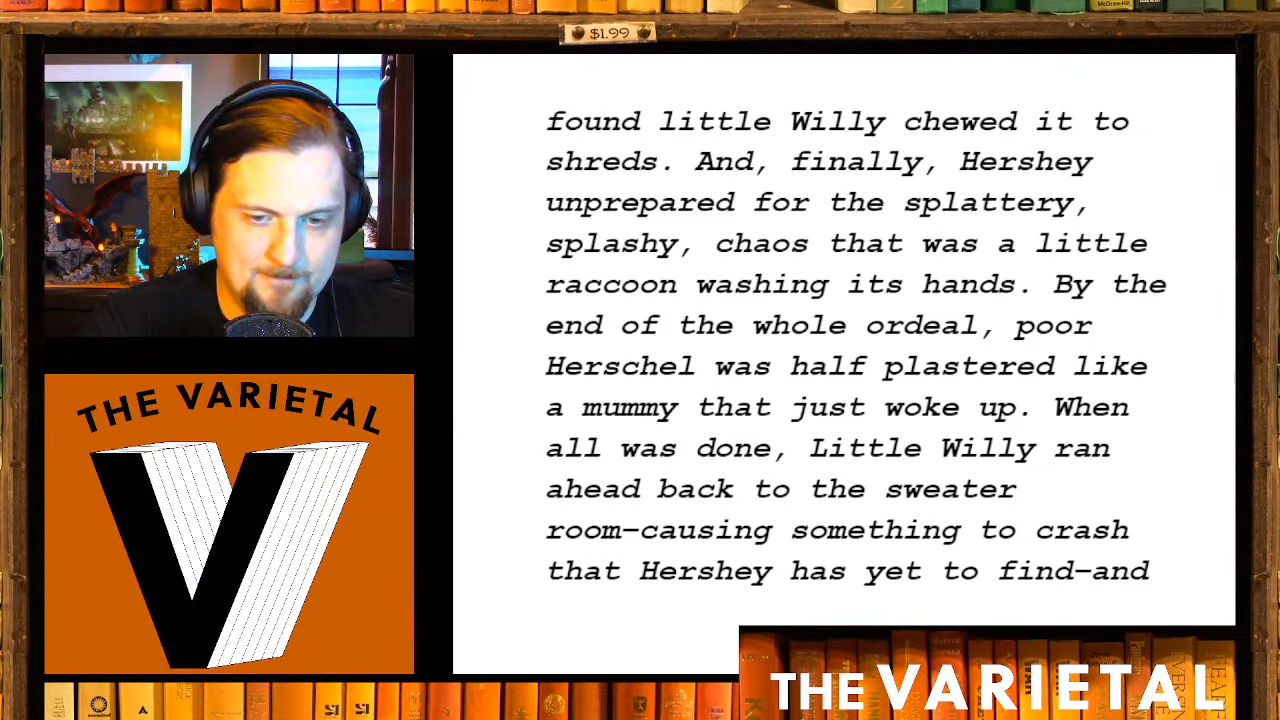 McGraw-Hill
$1.99
found little Willy chewed it to
shreds. And, finally, Hershey
unprepared for the splattery,
splashy, chaos that was a little
raccoon washing its hands. By the
end of the whole ordeal, poor
Herschel was half plastered like
a mummy that just woke up. When
all was done, Little Willy ran
ahead back to the sweater
room—causing something to crash
that Hershey has yet to find—and
THE VARIETAL
V
THE VARIETAL